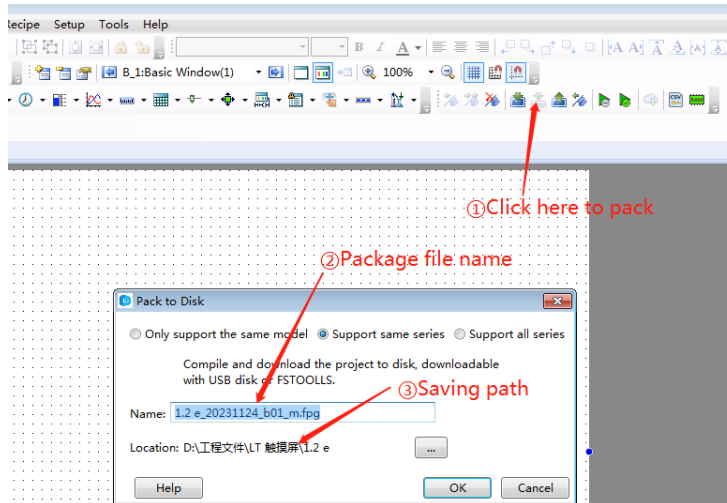 Recipe Setup Tools Help
B I A A A A A A
B_1:Basic Window(1) 100%
CSV
①Click here to pack
②Package file name
Pack to Disk
Only support the same model Support same series Support all series
Compile and download the project to disk, downloadable
with USB disk or FSTOOLLS.
③Saving path
Name: 1.2 e_20231124_b01_m.fpg
Location: D:\工程文件\LT 触摸屏\1.2 e
...
Help OK Cancel